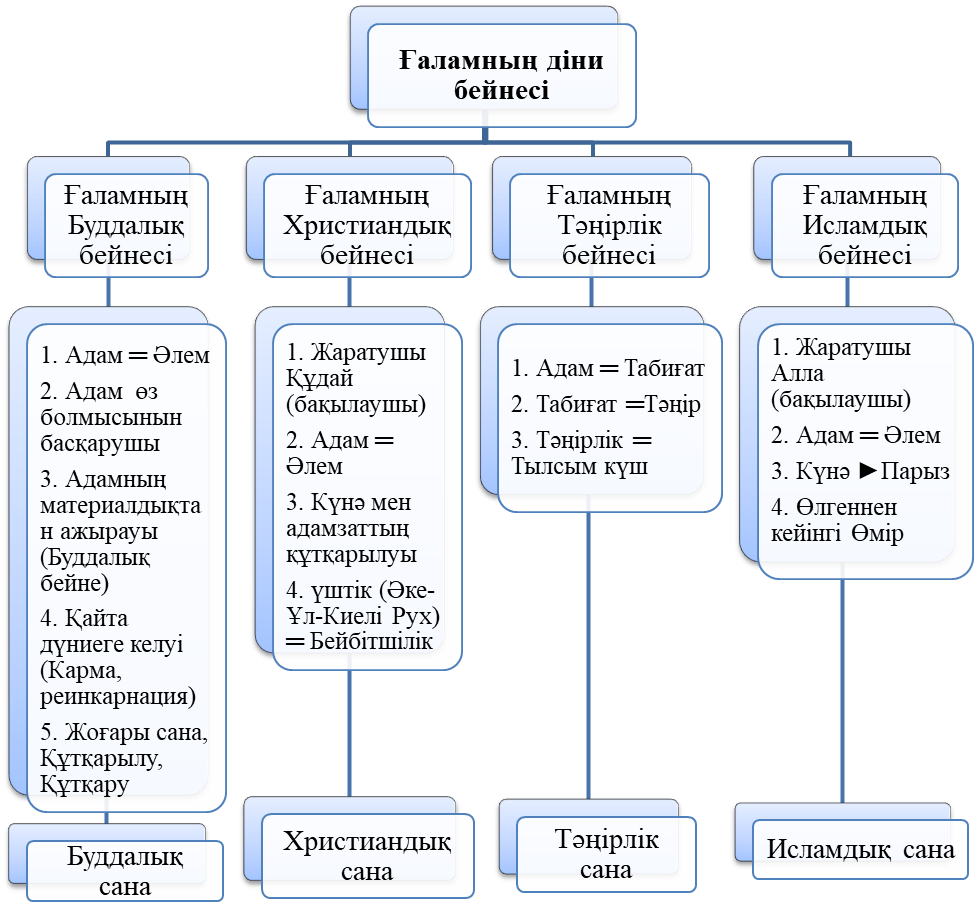 Ғаламның діни
бейнесі
Ғаламның
Буддалық
бейнесі
Ғаламның
Христиандық
бейнесі
Ғаламның
Тәңірлік
бейнесі
Ғаламның
Исламдық
бейнесі
1. Адам = Әлем
2. Адам өз
болмысынын
басқарушы
3. Адамның
материалдықта
н ажырауы
(Буддалық
бейне)
4. Қайта
дүниеге келуі
(Карма,
реинкарнация)
5. Жоғары сана,
Құтқарылу,
Құтқару
1. Жаратушы
Құдай
(бақылаушы)
2. Адам =
Әлем
3. Күнә мен
адамзаттың
құтқарылуы
4. үштік (Әке-
Ұл-Киелі Рух)
= Бейбітшілік
1. Адам = Табиғат
2. Табиғат =Тәңір
3. Тәңірлік =
Тылсым күш
1. Жаратушы
Алла
(бақылаушы)
2. Адам = Әлем
3. Күнә ►Парыз
4. Өлгеннен
кейінгі Өмір
Буддалық
сана
Христиандық
сана
Тәңірлік
сана
Исламдық сана